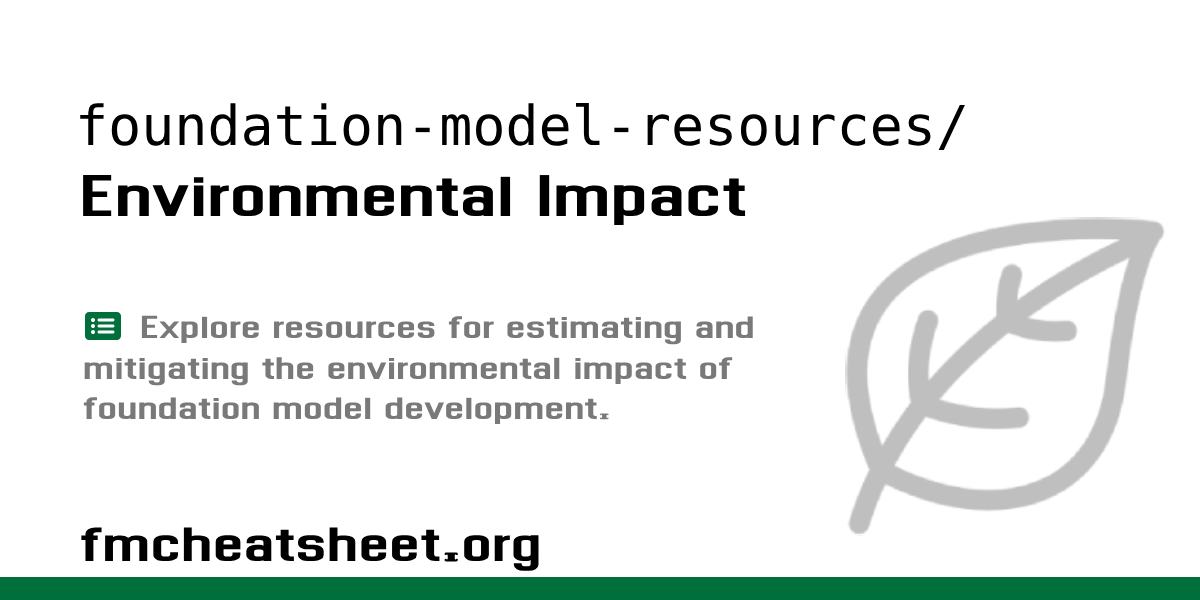 foundation-model-resources/
Environmental Impact
Explore resources for estimating and
mitigating the environmental impact of
foundation model development.
fmcheatsheet.org